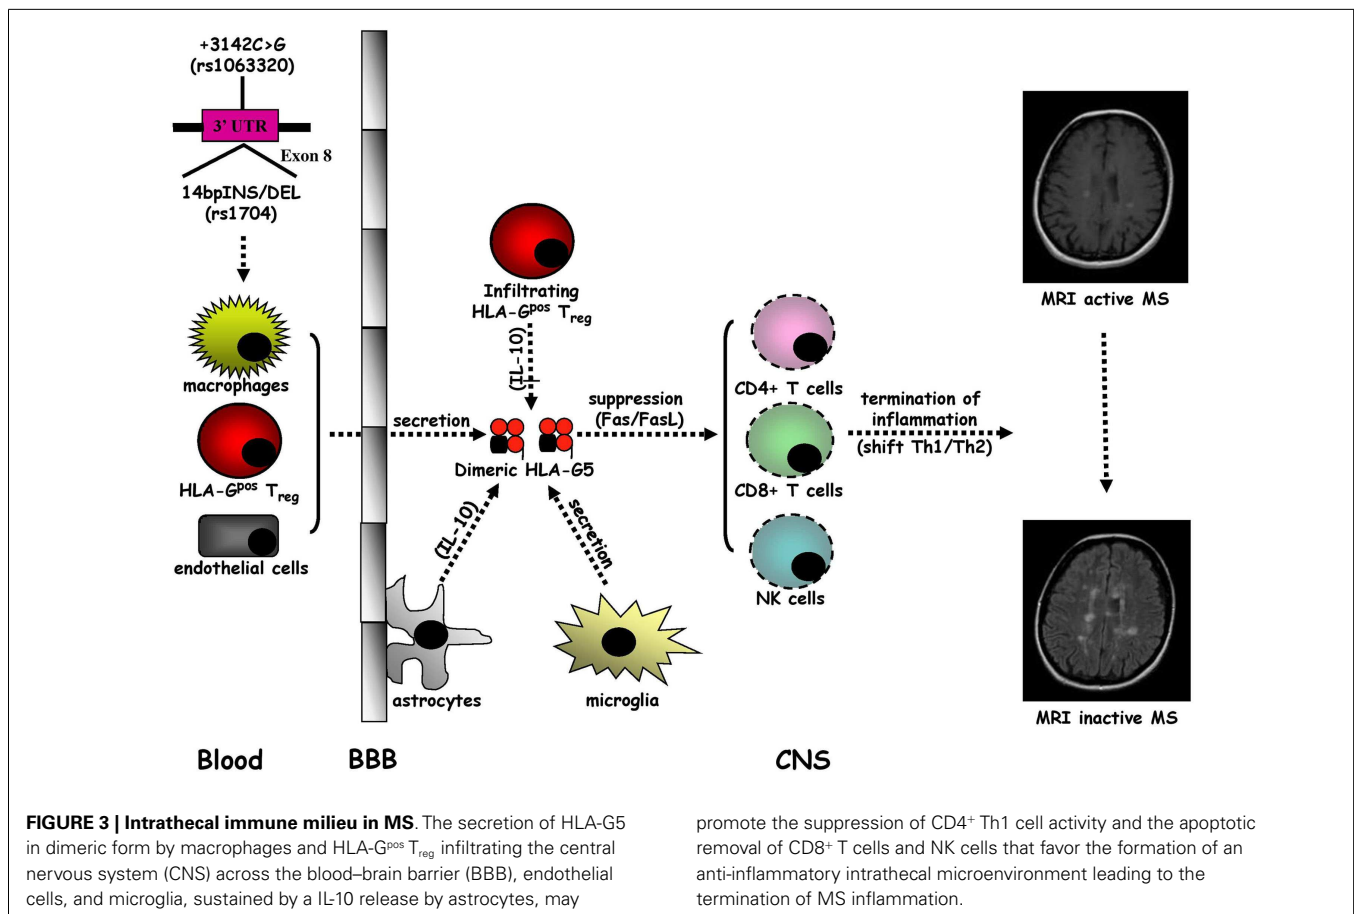 +3142C>G
(rs1063320)
3' UTR
Exon 8
14bpINS/DEL
(rs1704)
macrophages
HLA-Gpos Treg
endothelial cells
Infiltrating
HLA-Gpos Treg
(IL-10)
secretion
Dimeric HLA-G5
(IL-10)
secretion
astrocytes
microglia
suppression
(Fas/FasL)
CD4+ T cells
CD8+ T cells
NK cells
termination of
inflammation
(shift Th1/Th2)
MRI active MS
MRI inactive MS
Blood
BBB
CNS
FIGURE 3 | Intrathecal immune milieu in MS. The secretion of HLA-G5
in dimeric form by macrophages and HLA-Gpos Treg infiltrating the central
nervous system (CNS) across the blood–brain barrier (BBB), endothelial
cells, and microglia, sustained by a IL-10 release by astrocytes, may
promote the suppression of CD4+ Th1 cell activity and the apoptotic
removal of CD8+ T cells and NK cells that favor the formation of an
anti-inflammatory intrathecal microenvironment leading to the
termination of MS inflammation.